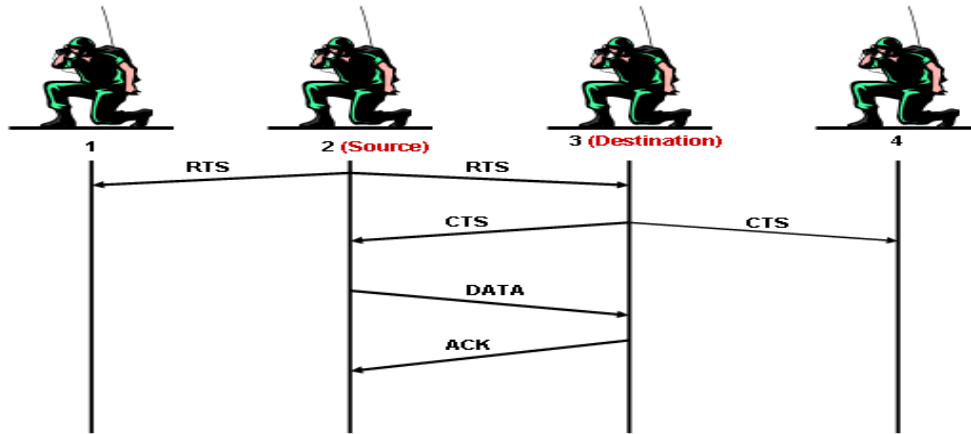 1
2 (Source)
3 (Destination)
4
RTS
RTS
CTS
CTS
DATA
ACK